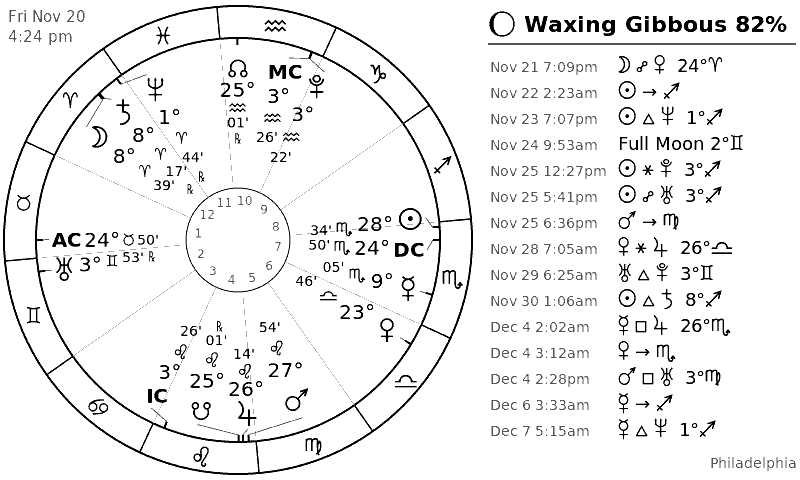 Fri Nov 20
4:24 pm
☊ 25° ♒ 01' ℞
MC 3° ♒ 26'
♇ 3° ♒ 22'
♆ 1° ♈ 44' ℞
♄ 8° ♈ 17' ℞
☽ 8° ♈ 39'
AC 24° ♉ 50'
♅ 3° ♊ 53' ℞
34' ♏ 28° ☉
50' ♏ 24° DC
05' ♏ 9° ☿
46' ♎ 23° ♀
IC 3° ♌ 26'
☋ 25° ♌ 01' ℞
♃ 26° ♌ 14'
♂ 27° ♌ 54'
1
2
3
4
5
6
7
8
9
10
11
12
Waxing Gibbous 82%
Nov 21 7:09pm ☽ ☍ ♀ 24°♈
Nov 22 2:23am ☉ → ♐
Nov 23 7:07pm ☉ △ ♆ 1°♐
Nov 24 9:53am Full Moon 2°♊
Nov 25 12:27pm ☉ ⚹ ♇ 3°♐
Nov 25 5:41pm ☉ ☍ ♅ 3°♐
Nov 25 6:36pm ♂ → ♍
Nov 28 7:05am ♀ ⚹ ♃ 26°♎
Nov 29 6:25am ♅ △ ♇ 3°♊
Nov 30 1:06am ☉ △ ♄ 8°♐
Dec 4 2:02am ☿ □ ♃ 26°♏
Dec 4 3:12am ♀ → ♏
Dec 4 2:28pm ♂ □ ♅ 3°♍
Dec 6 3:33am ☿ → ♐
Dec 7 5:15am ☿ △ ♆ 1°♐
Philadelphia